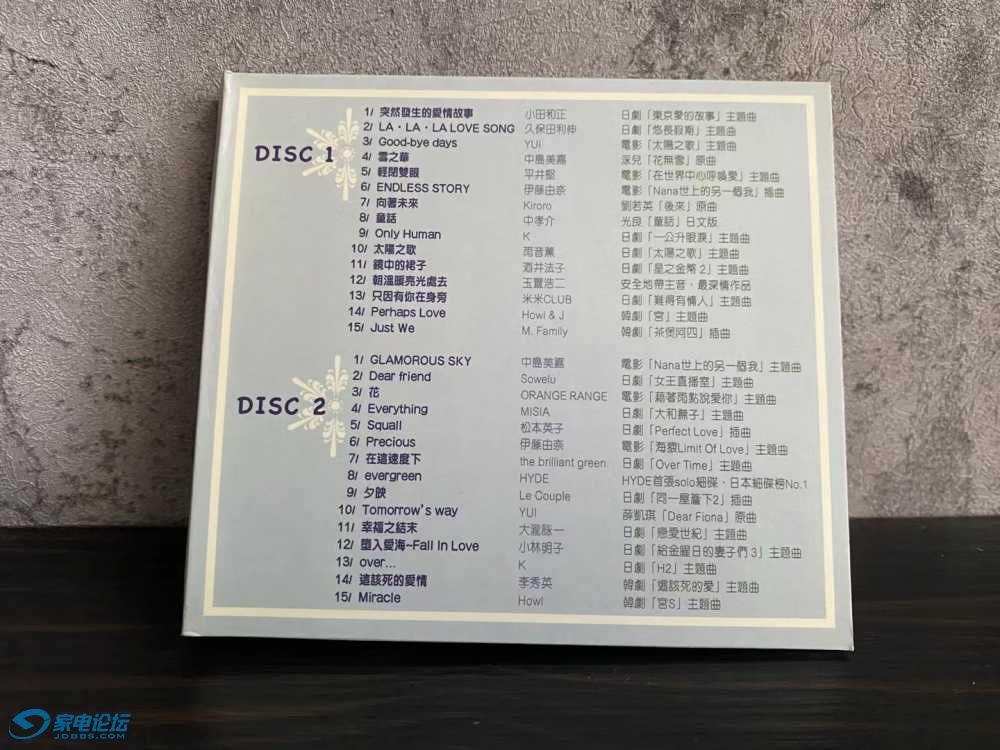 DISC 1
1/ 突然發生的愛情故事 小田和正 日劇「東京愛的故事」主題曲
2/ LA・LA・LA LOVE SONG 久保田利伸 日劇「悠長假期」主題曲
3/ Good-bye days YUI 電影「太陽之歌」主題曲
4/ 雪之華 中島美嘉 泳兒「花無雪」原曲
5/ 輕閉雙眼 平井堅 電影「在世界中心呼喚愛」主題曲
6/ ENDLESS STORY 伊藤由奈 電影「Nana世上的另一個我」插曲
7/ 向著未來 Kiroro 劉若英「後來」原曲
8/ 童話 中孝介 光良「童話」日文版
9/ Only Human K 日劇「一公升眼淚」主題曲
10/ 太陽之歌 雨音薰 日劇「太陽之歌」主題曲
11/ 鏡中的裙子 酒井法子 日劇「星之金幣 2」主題曲
12/ 朝溫暖亮光處去 玉置浩二 安全地帶主音、最深情作品
13/ 只因有你在身旁 米米CLUB 日劇「難得有情人」主題曲
14/ Perhaps Love Howl & J 韓劇「宮」主題曲
15/ Just We M. Family 韓劇「茶煲阿四」插曲
DISC 2
1/ GLAMOROUS SKY 中島美嘉 電影「Nana世上的另一個我」主題曲
2/ Dear friend Sowelu 日劇「女王直播室」主題曲
3/ 花 ORANGE RANGE 電影「藉著雨點說愛你」主題曲
4/ Everything MISIA 日劇「大和撫子」主題曲
5/ Squall 松本英子 日劇「Perfect Love」插曲
6/ Precious 伊藤由奈 電影「海猿Limit Of Love」主題曲
7/ 在這速度下 the brilliant green 日劇「Over Time」主題曲
8/ evergreen HYDE HYDE首張solo細碟、日本細碟榜No.1
9/ 夕映 Le Couple 日劇「同一屋簷下2」插曲
10/ Tomorrow's way YUI 薛凱琪「Dear Fiona」原曲
11/ 幸福之結末 大瀧詠一 日劇「戀愛世紀」主題曲
12/ 墮入愛海~Fall In Love 小林明子 日劇「給金曜日的妻子們 3」主題曲
13/ over... K 日劇「H2」主題曲
14/ 這該死的愛情 李秀英 韓劇「這該死的愛」主題曲
15/ Miracle Howl 韓劇「宮S」主題曲
家电论坛
JDBBS.COM